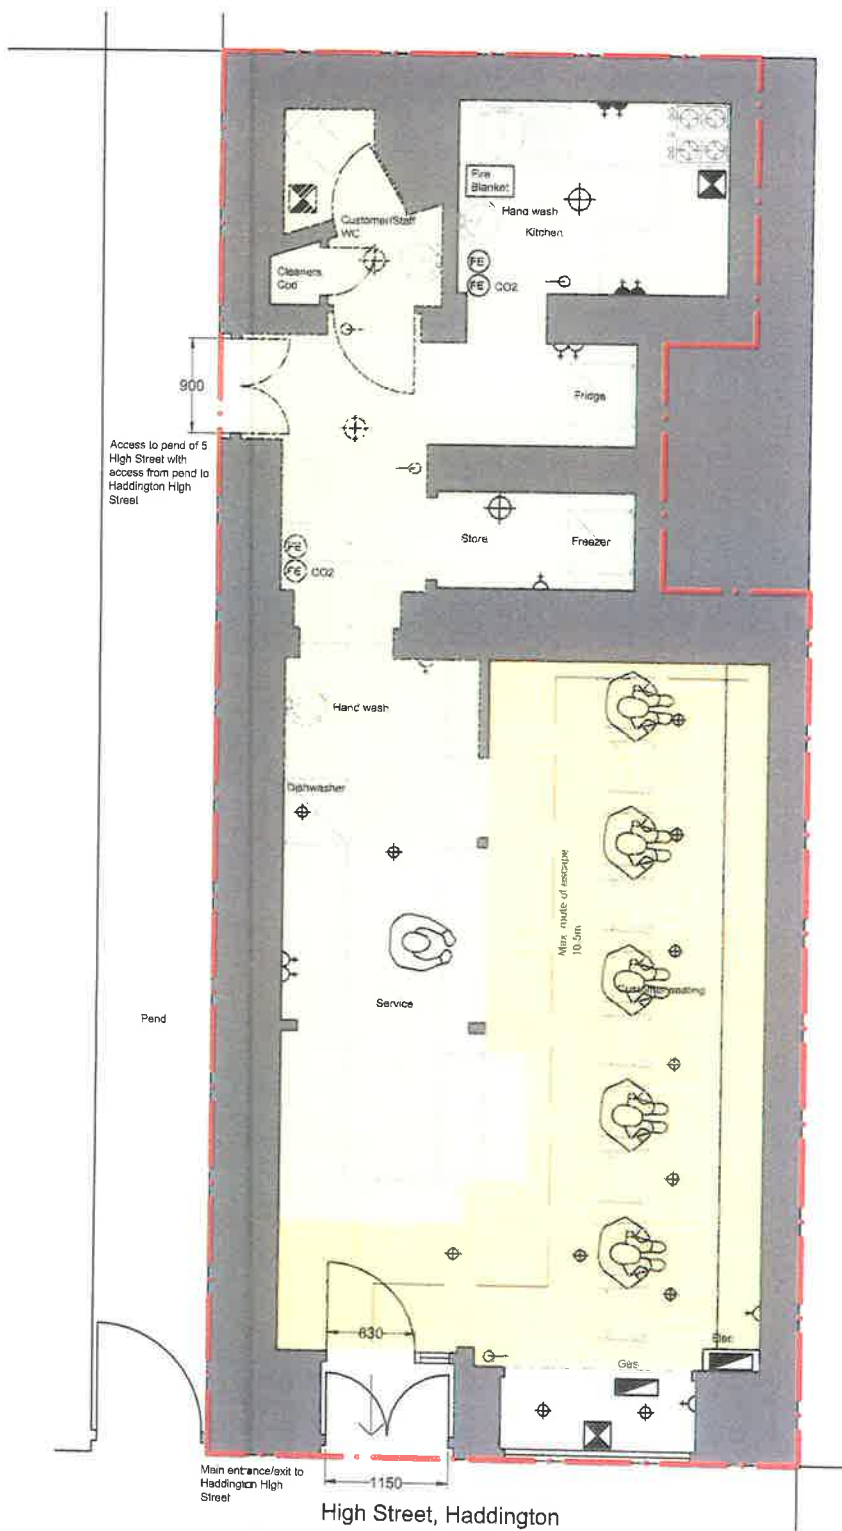 Fire
Blanket
Hand wash
Kitchen
Customer/Staff
WC
FE
FE CO2
Cleaners
Cpd
900
Fridge
Access to pend of 5
High Street with
access from pend to
Haddington High
Street
Store
Freezer
FE
FE CO2
Hand wash
Dishwasher
Max route of escape
10.5m
Customer seating
Service
Pend
830
Elec
Gas
Main entrance/exit to
Haddington High
Street
1150
High Street, Haddington